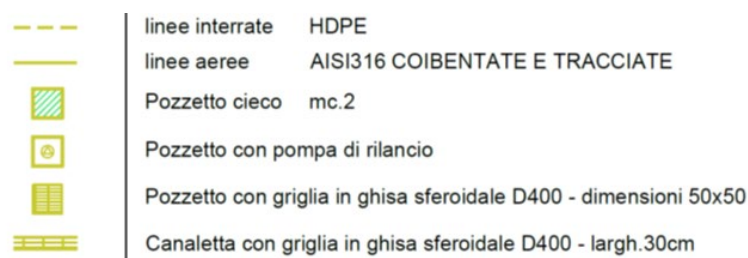 linee interrate HDPE
linee aeree AISI316 COIBENTATE E TRACCIATE
Pozzetto cieco mc.2
Pozzetto con pompa di rilancio
Pozzetto con griglia in ghisa sferoidale D400 - dimensioni 50x50
Canaletta con griglia in ghisa sferoidale D400 - largh.30cm